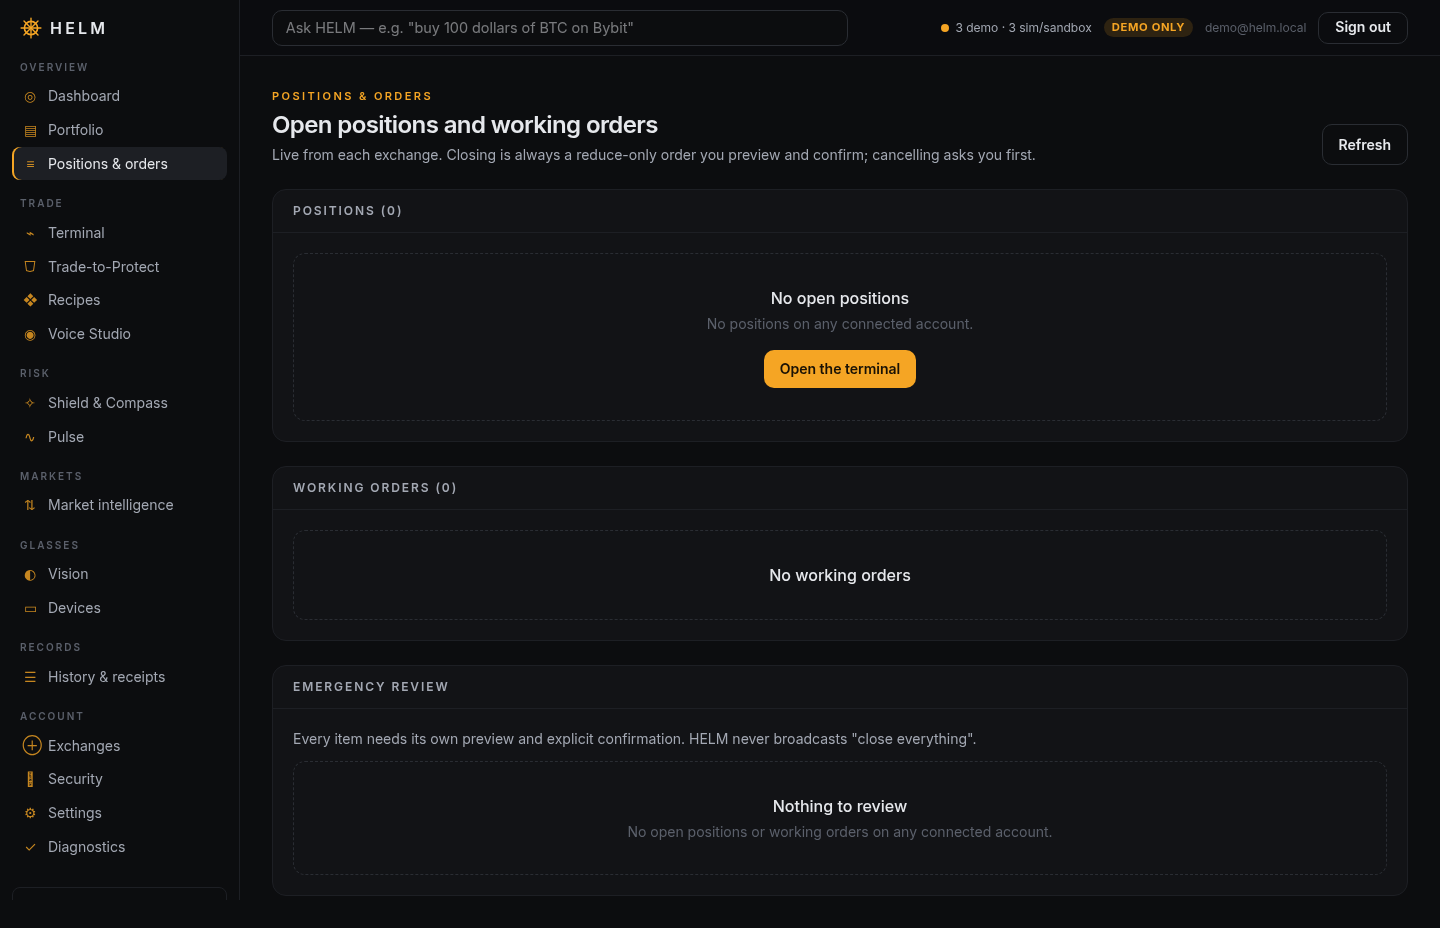 HELM
OVERVIEW
Dashboard
Portfolio
Positions & orders
TRADE
Terminal
Trade-to-Protect
Recipes
Voice Studio
RISK
Shield & Compass
Pulse
MARKETS
Market intelligence
GLASSES
Vision
Devices
RECORDS
History & receipts
ACCOUNT
Exchanges
Security
Settings
Diagnostics
Ask HELM — e.g. "buy 100 dollars of BTC on Bybit"
3 demo · 3 sim/sandbox
DEMO ONLY
demo@helm.local
Sign out
POSITIONS & ORDERS
Open positions and working orders
Live from each exchange. Closing is always a reduce-only order you preview and confirm; cancelling asks you first.
Refresh
POSITIONS (0)
No open positions
No positions on any connected account.
Open the terminal
WORKING ORDERS (0)
No working orders
EMERGENCY REVIEW
Every item needs its own preview and explicit confirmation. HELM never broadcasts "close everything".
Nothing to review
No open positions or working orders on any connected account.